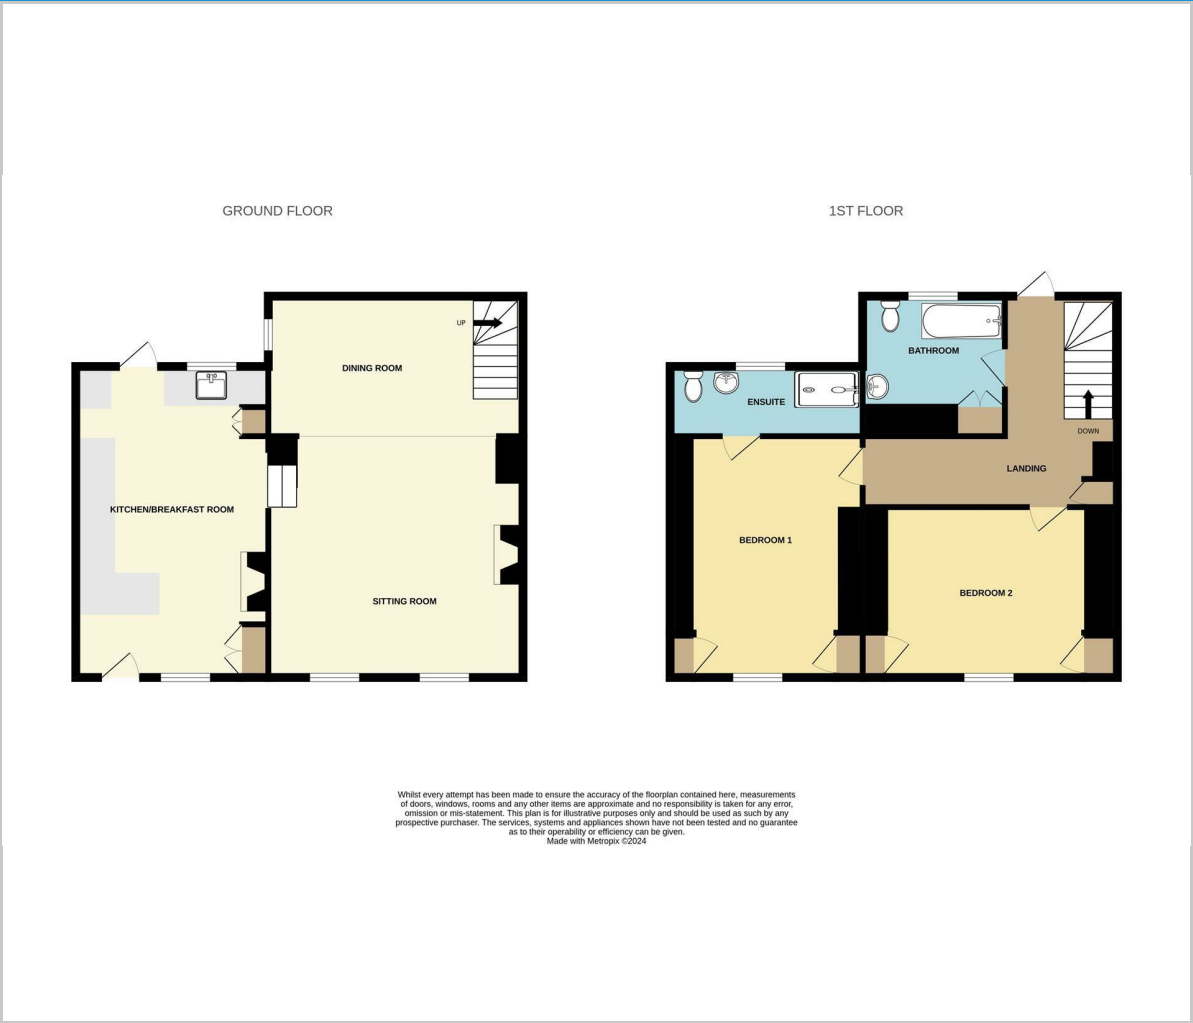 GROUND FLOOR
1ST FLOOR
UP
DINING ROOM
KITCHEN/BREAKFAST ROOM
SITTING ROOM
BATHROOM
ENSUITE
DOWN
LANDING
BEDROOM 1
BEDROOM 2
Whilst every attempt has been made to ensure the accuracy of the floorplan contained here, measurements
of doors, windows, rooms and any other items are approximate and no responsibility is taken for any error,
omission or mis-statement. This plan is for illustrative purposes only and should be used as such by any
prospective purchaser. The services, systems and appliances shown have not been tested and no guarantee
as to their operability or efficiency can be given.
Made with Metropix ©2024